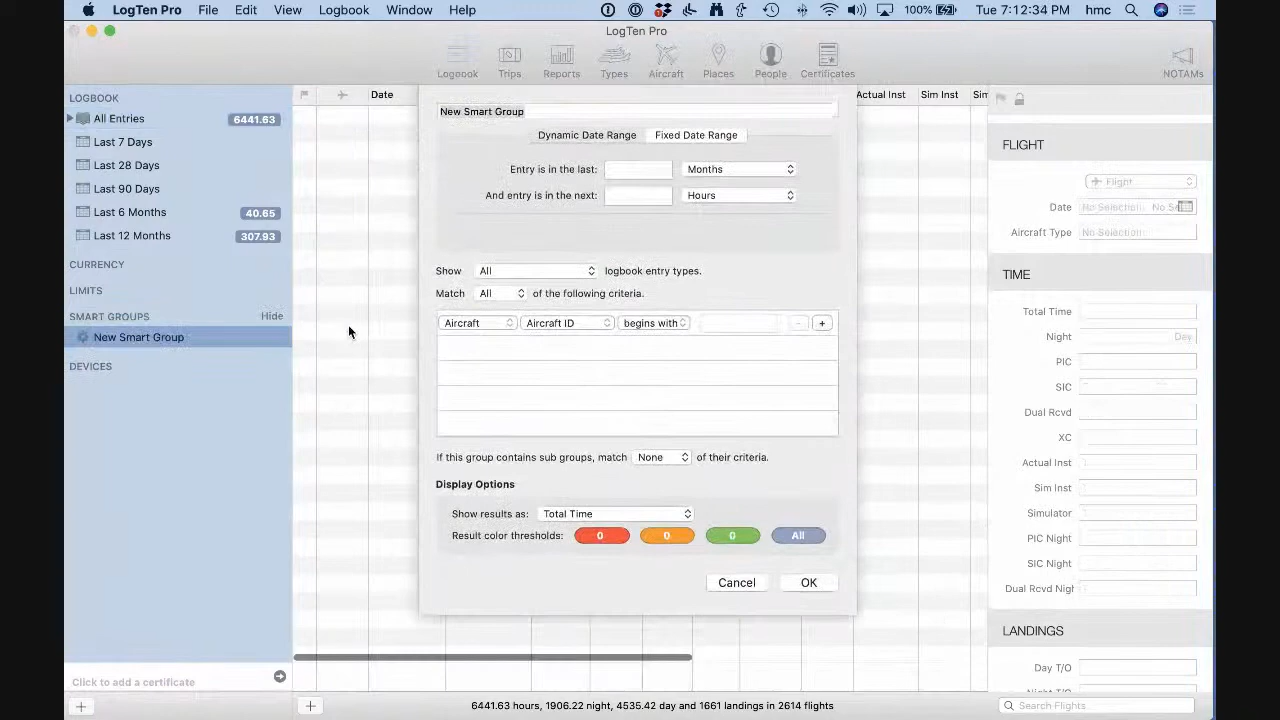 LogTen Pro File Edit View Logbook Window Help 100% Tue 7:12:34 PM hmc
LogTen Pro
Logbook Trips Reports Types Aircraft Places People Certificates NOTAMs
LOGBOOK
All Entries 6441.63
Last 7 Days
Last 28 Days
Last 90 Days
Last 6 Months 40.65
Last 12 Months 307.93
CURRENCY
LIMITS
SMART GROUPS Hide
New Smart Group
DEVICES
Click to add a certificate
Date Actual Inst Sim Inst Sim
New Smart Group
Dynamic Date Range Fixed Date Range
Entry is in the last: Months
And entry is in the next: Hours
Show All logbook entry types.
Match All of the following criteria.
Aircraft Aircraft ID begins with - +
If this group contains sub groups, match None of their criteria.
Display Options
Show results as: Total Time
Result color thresholds: 0 0 0 All
Cancel OK
FLIGHT
Flight
Date No Selection No Se
Aircraft Type No Selection
TIME
Total Time
Night Day
PIC
SIC
Dual Rcvd
XC
Actual Inst
Sim Inst
Simulator
PIC Night
SIC Night
Dual Rcvd Night
LANDINGS
Day T/O
Night T/O
+ + 6441.63 hours, 1906.22 night, 4535.42 day and 1661 landings in 2614 flights Search Flights